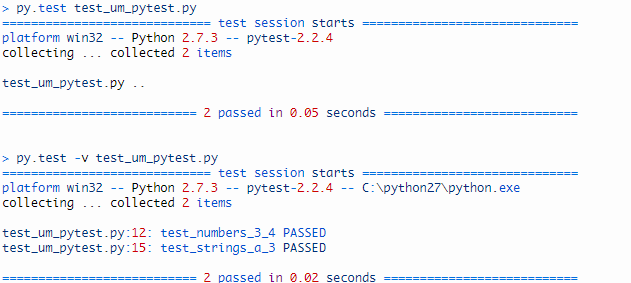 > py.test test_um_pytest.py
============================= test session starts ==============================
platform win32 -- Python 2.7.3 -- pytest-2.2.4
collecting ... collected 2 items
test_um_pytest.py ..
=========================== 2 passed in 0.05 seconds ===========================
> py.test -v test_um_pytest.py
============================= test session starts ==============================
platform win32 -- Python 2.7.3 -- pytest-2.2.4 -- C:\python27\python.exe
collecting ... collected 2 items
test_um_pytest.py:12: test_numbers_3_4 PASSED
test_um_pytest.py:15: test_strings_a_3 PASSED
=========================== 2 passed in 0.02 seconds ===========================